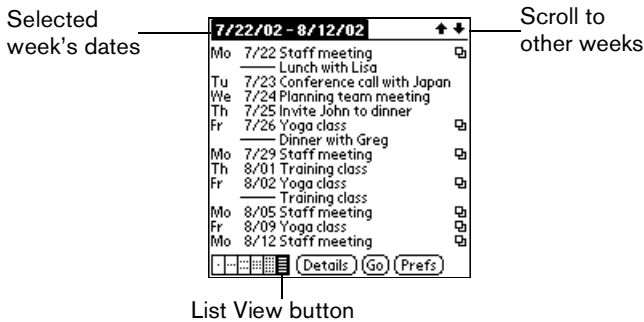 Selected
week's dates
7/22/02 - 8/12/02
Scroll to
other weeks
Mo 7/22 Staff meeting
Lunch with Lisa
Tu 7/23 Conference call with Japan
We 7/24 Planning team meeting
Th 7/25 Invite John to dinner
Fr 7/26 Yoga class
Dinner with Greg
Mo 7/29 Staff meeting
Th 8/01 Training class
Fr 8/02 Yoga class
Training class
Mo 8/05 Staff meeting
Fr 8/09 Yoga class
Mo 8/12 Staff meeting
Details Go Prefs
List View button